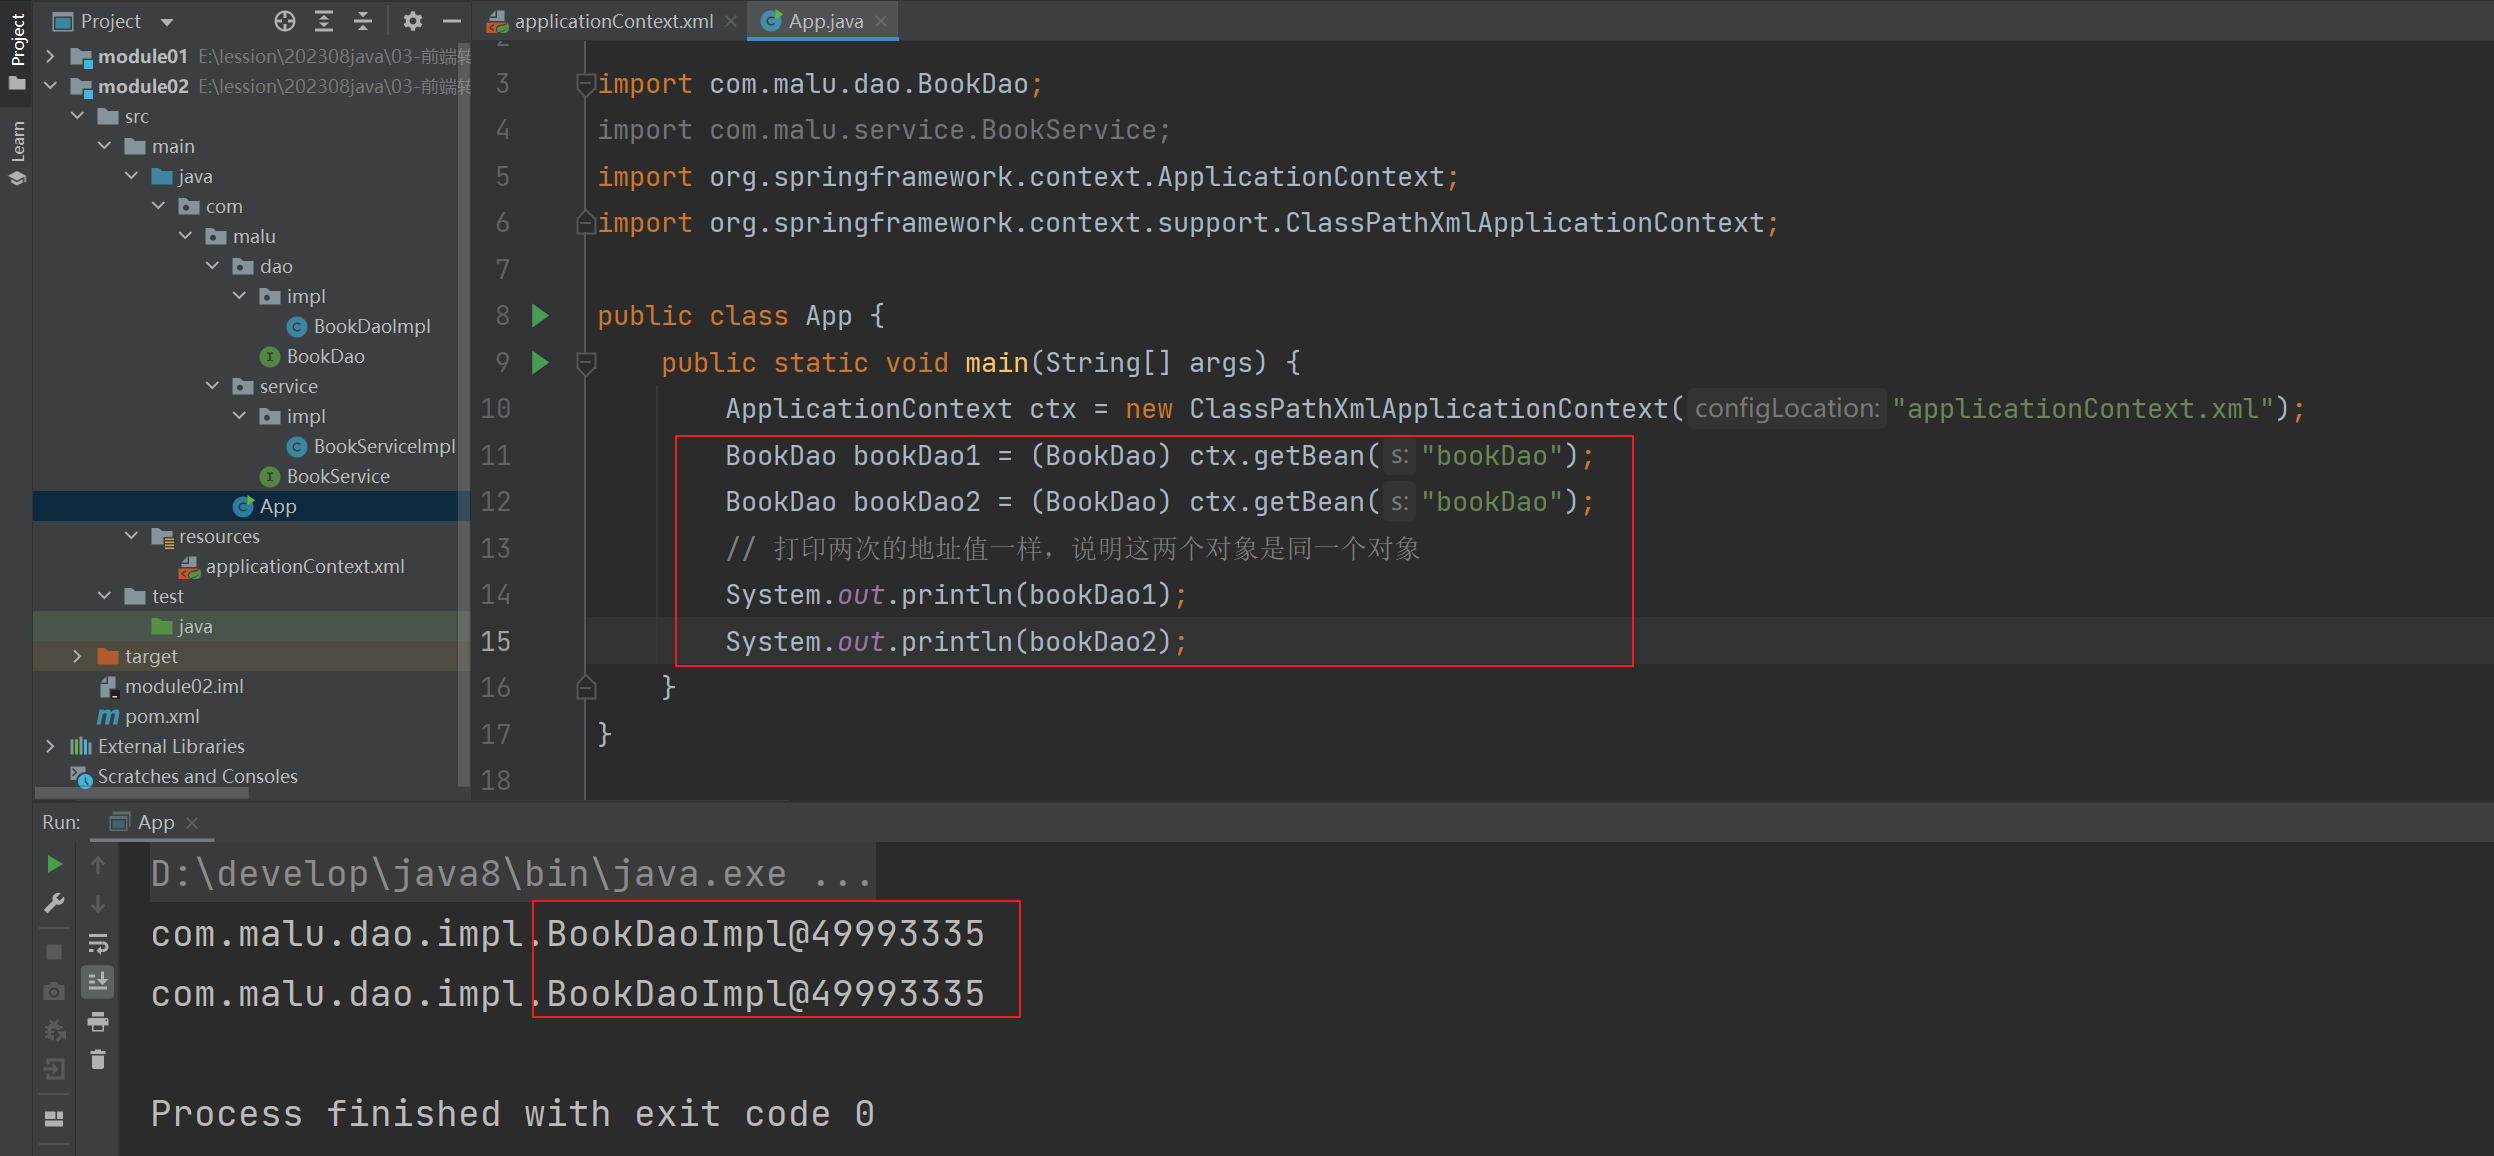 Project
Learn
Project
module01 E:\lession\202308java\03-前端转
module02 E:\lession\202308java\03-前端转
src
main
java
com
malu
dao
impl
BookDaoImpl
BookDao
service
impl
BookServiceImpl
BookService
App
resources
applicationContext.xml
test
java
target
module02.iml
pom.xml
External Libraries
Scratches and Consoles
applicationContext.xml
App.java
2
3 import com.malu.dao.BookDao;
4 import com.malu.service.BookService;
5 import org.springframework.context.ApplicationContext;
6 import org.springframework.context.support.ClassPathXmlApplicationContext;
7
8 public class App {
9 public static void main(String[] args) {
10 ApplicationContext ctx = new ClassPathXmlApplicationContext( configLocation: "applicationContext.xml");
11 BookDao bookDao1 = (BookDao) ctx.getBean( s: "bookDao");
12 BookDao bookDao2 = (BookDao) ctx.getBean( s: "bookDao");
13 // 打印两次的地址值一样，说明这两个对象是同一个对象
14 System.out.println(bookDao1);
15 System.out.println(bookDao2);
16 }
17 }
18
Run: App
D:\develop\java8\bin\java.exe ...
com.malu.dao.impl.BookDaoImpl@49993335
com.malu.dao.impl.BookDaoImpl@49993335
Process finished with exit code 0